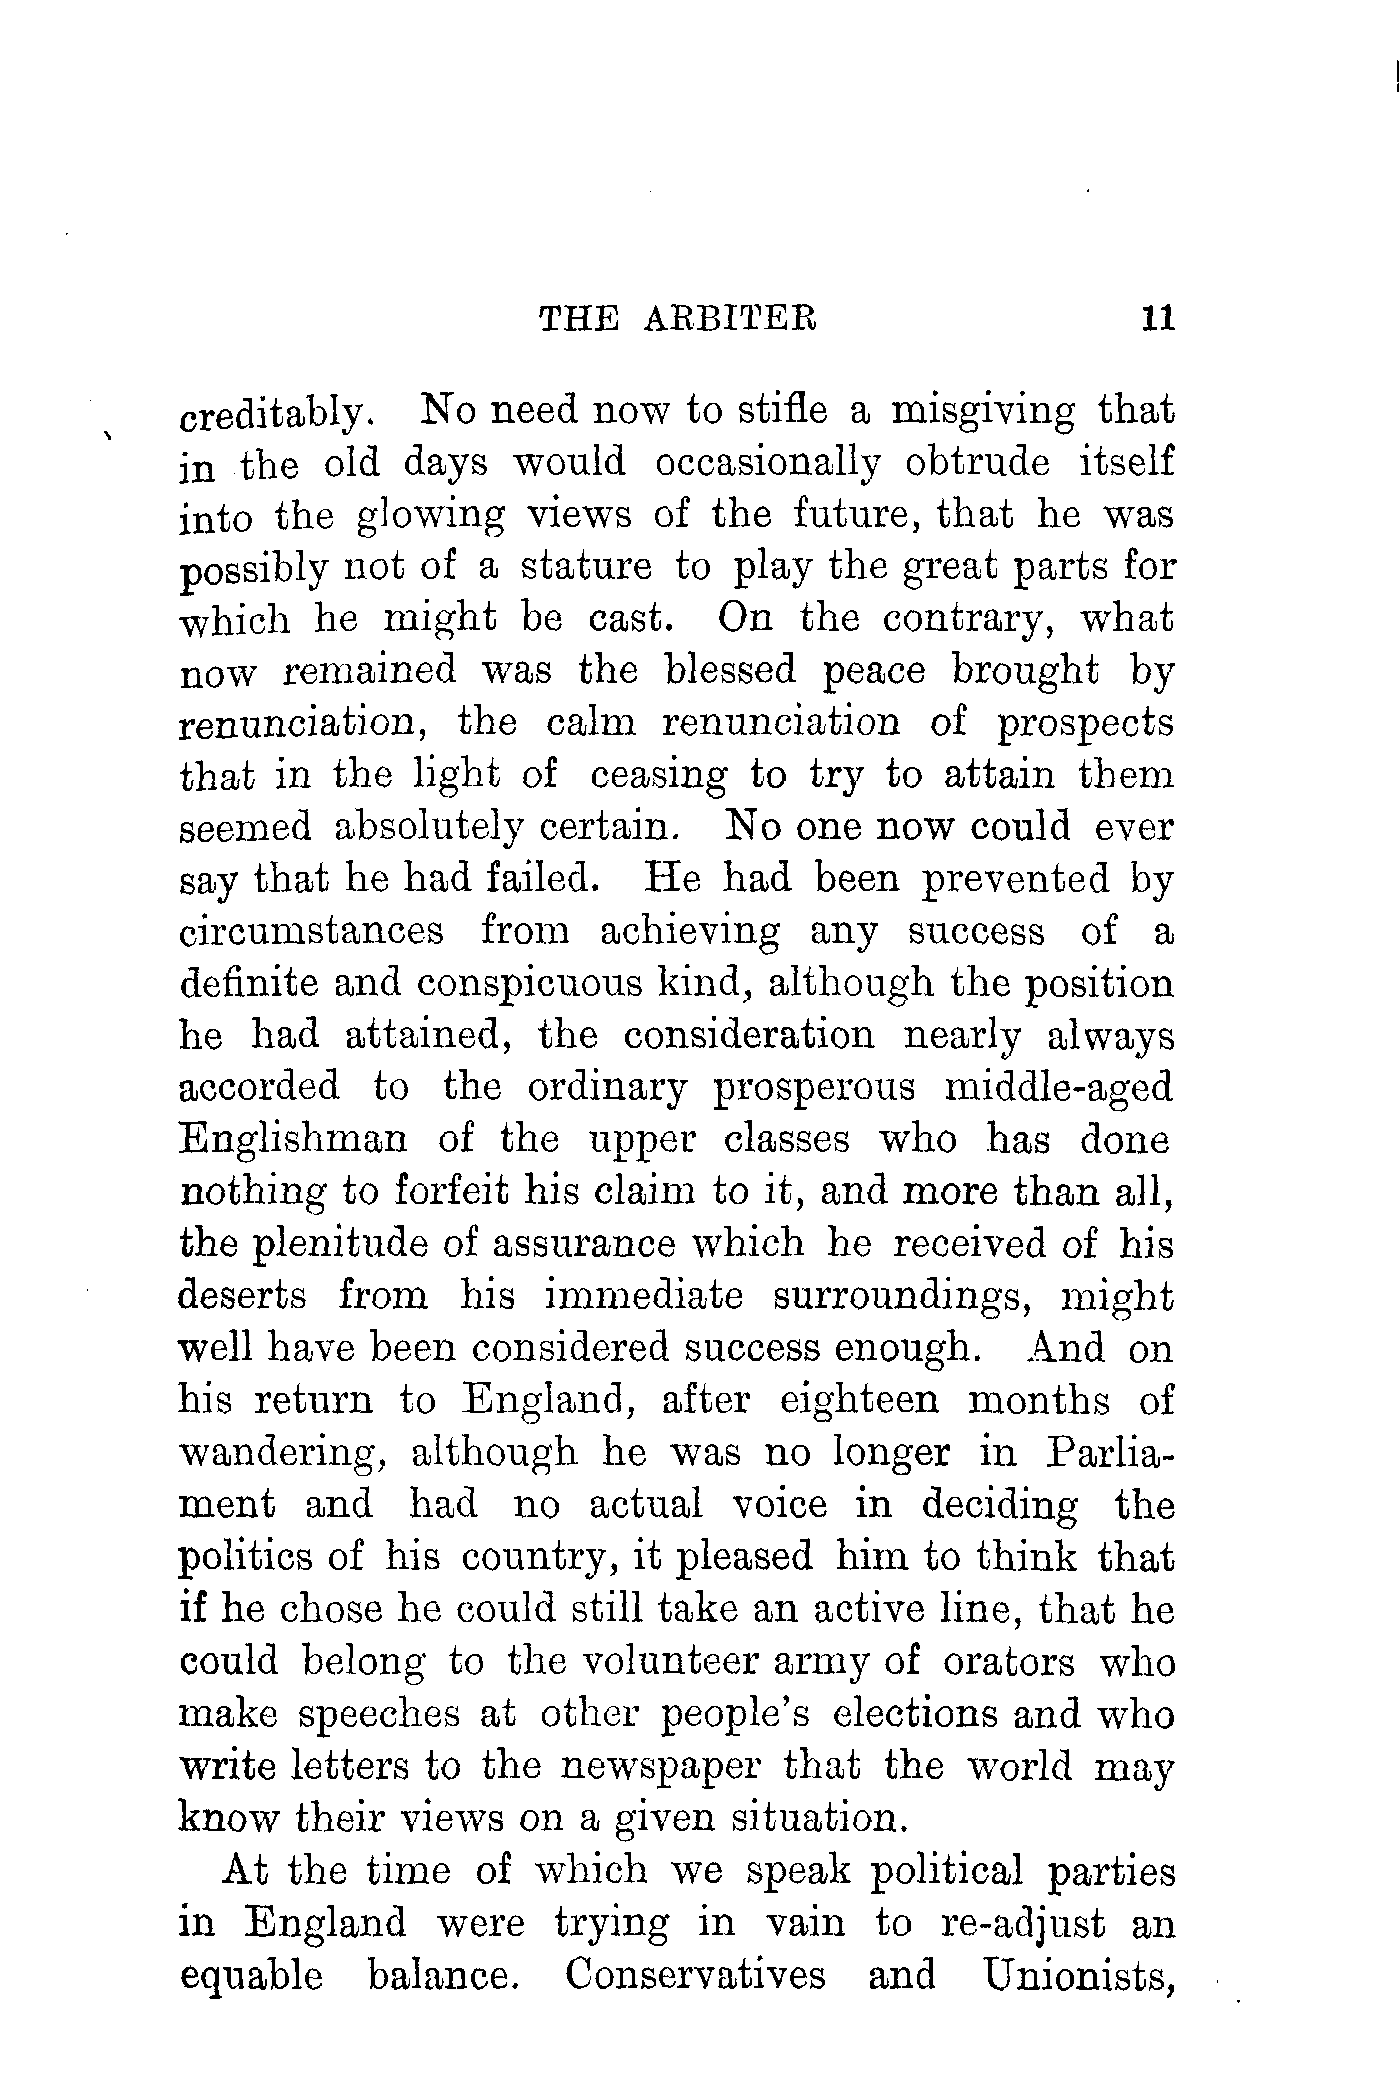 THE ARBITER 11
creditably. No need now to stifle a misgiving that
in the old days would occasionally obtrude itself
into the glowing views of the future, that he was
possibly not of a stature to play the great parts for
which he might be cast. On the contrary, what
now remained was the blessed peace brought by
renunciation, the calm renunciation of prospects
that in the light of ceasing to try to attain them
seemed absolutely certain. No one now could ever
say that he had failed. He had been prevented by
circumstances from achieving any success of a
definite and conspicuous kind, although the position
he had attained, the consideration nearly always
accorded to the ordinary prosperous middle-aged
Englishman of the upper classes who has done
nothing to forfeit his claim to it, and more than all,
the plenitude of assurance which he received of his
deserts from his immediate surroundings, might
well have been considered success enough. And on
his return to England, after eighteen months of
wandering, although he was no longer in Parlia-
ment and had no actual voice in deciding the
politics of his country, it pleased him to think that
if he chose he could still take an active line, that he
could belong to the volunteer army of orators who
make speeches at other people's elections and who
write letters to the newspaper that the world may
know their views on a given situation.
At the time of which we speak political parties
in England were trying in vain to re-adjust an
equable balance. Conservatives and Unionists,